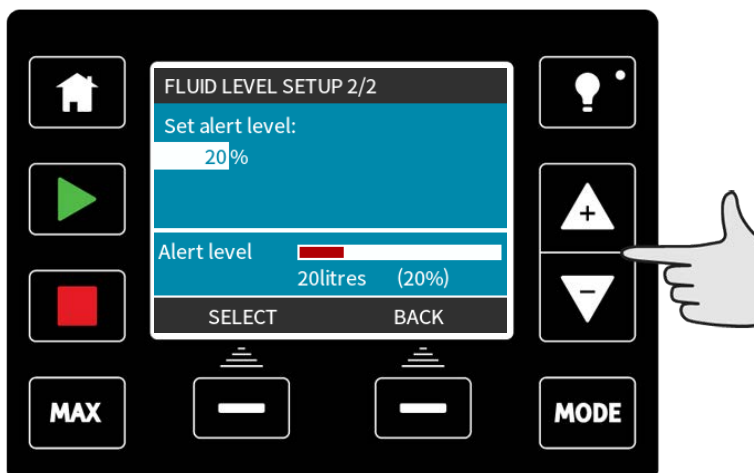 FLUID LEVEL SETUP 2/2
Set alert level:
20%
+
Alert level
20litres (20%)
-
SELECT BACK
MAX
MODE